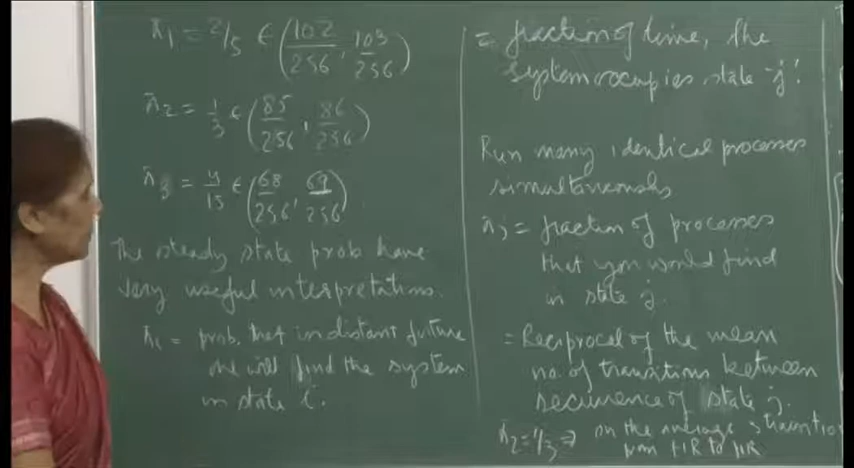 π₁ = 2/5 ∈ (102/256, 103/256)
π₂ = 1/3 ∈ (85/256, 86/256)
π₃ = 4/15 ∈ (68/256, 69/256)
The steady state prob have
very useful interpretations.
prob. that in distant future
one will find the system
in state i.
= fraction of time, the
system occupies state 'j'
Run many identical processes
simultaneously
πj = fraction of processes
that you would find
in state j.
= Reciprocal of the mean
no. of transitions between
recurrence of state j.
π₂ = 1/3 ⇒ on the average 3
from HR to HR